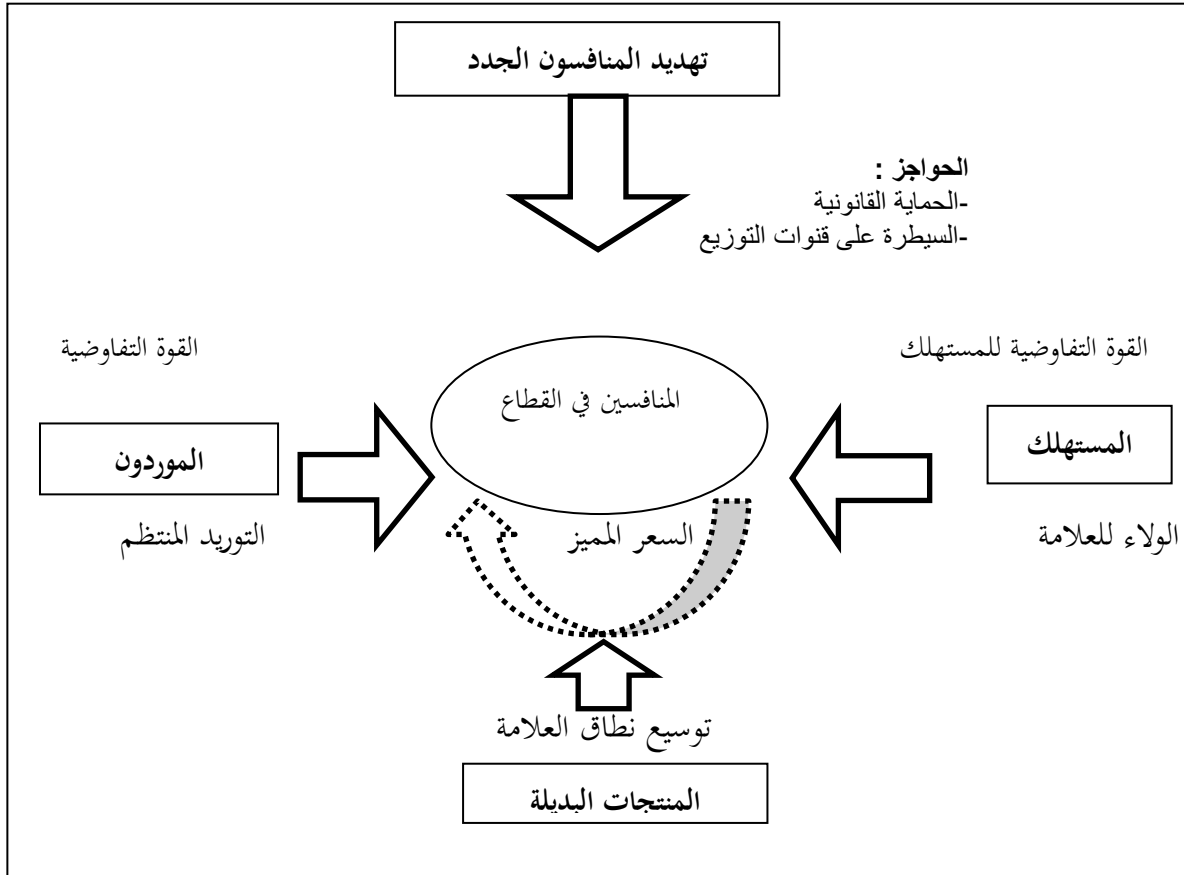 تهديد المنافسون الجدد
الحواجز :
-الحماية القانونية
-السيطرة على قنوات التوزيع
القوة التفاوضية للمستهلك
القوة التفاوضية
المنافسين في القطاع
المستهلك
الموردون
الولاء للعلامة
السعر المميز
التوريد المنتظم
توسيع نطاق العلامة
المنتجات البديلة